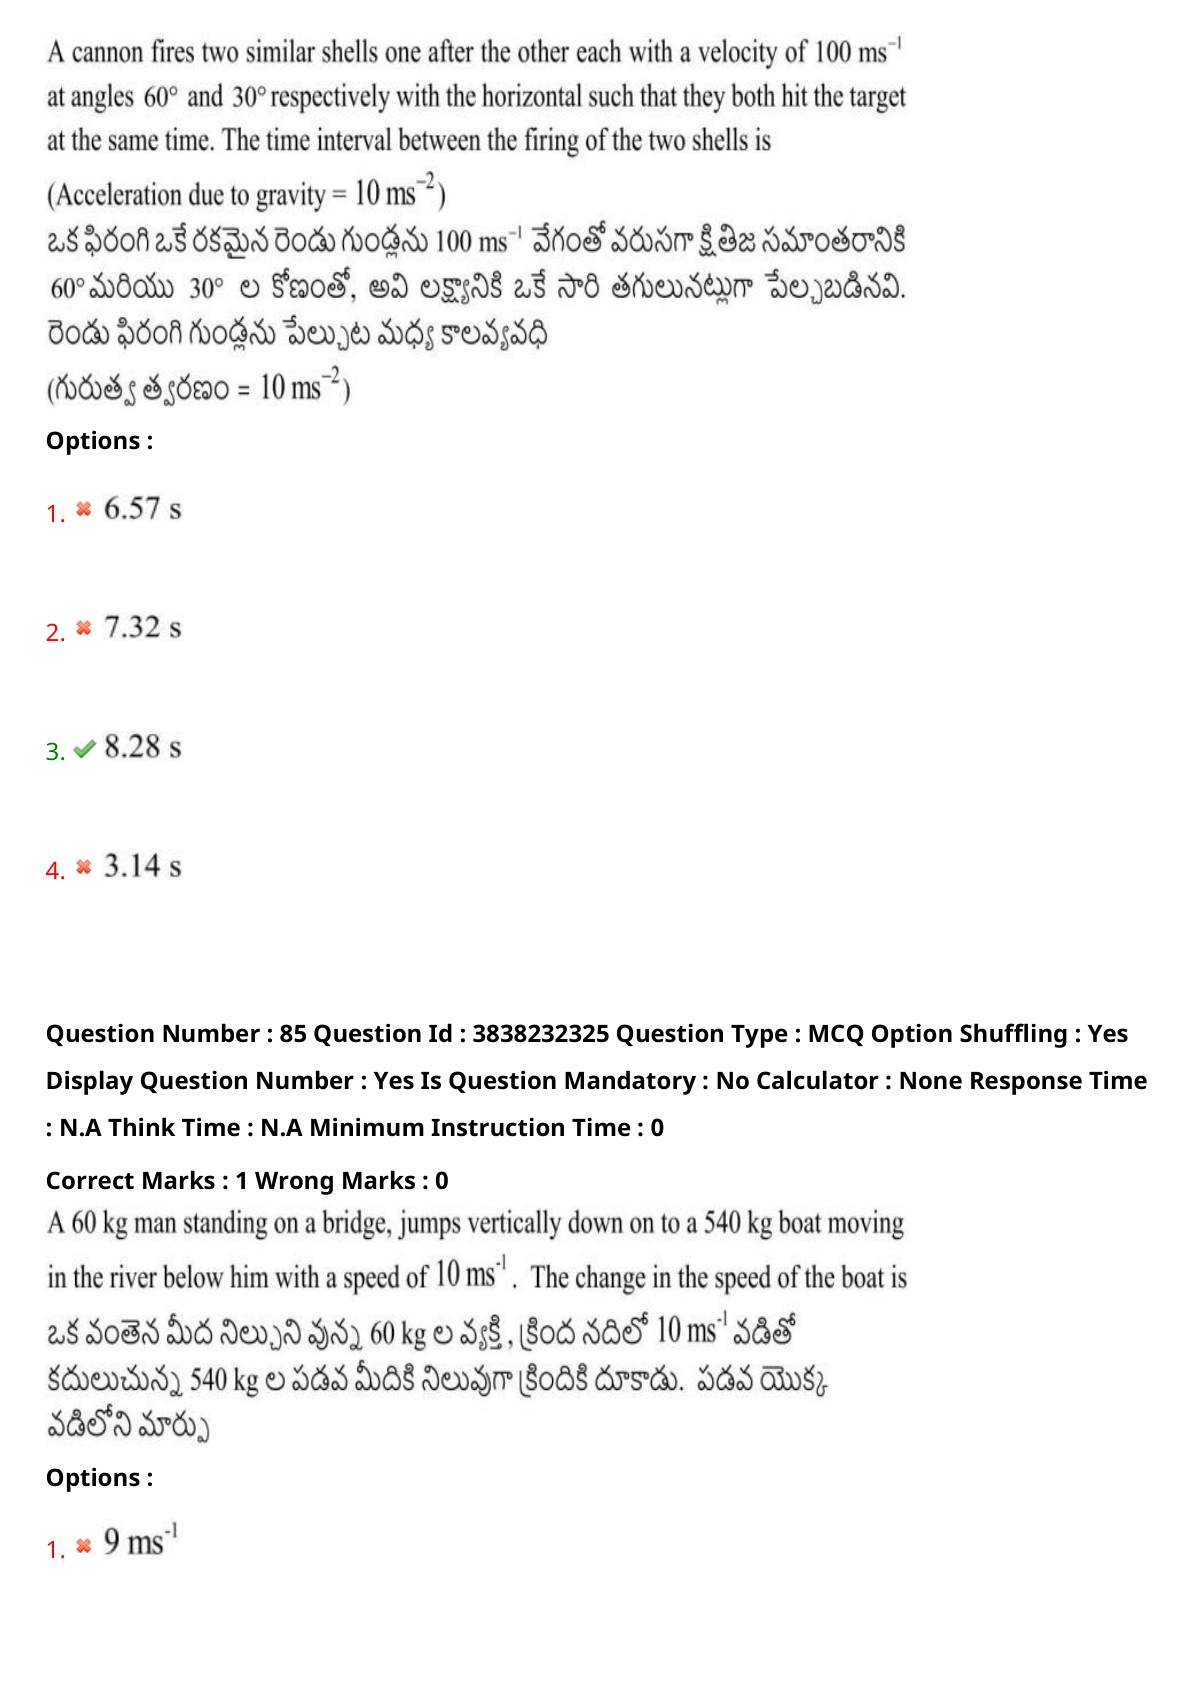 A cannon fires two similar shells one after the other each with a velocity of 100 ms⁻¹
at angles 60° and 30° respectively with the horizontal such that they both hit the target
at the same time. The time interval between the firing of the two shells is
(Acceleration due to gravity = 10 ms⁻²)
ఒక ఫిరంగి ఒకే రకమైన రెండు గుండ్లను 100 ms⁻¹ వేగంతో వరుసగా క్షితిజ సమాంతరానికి
60° మరియు 30° ల కోణంతో, అవి లక్ష్యానికి ఒకే సారి తగులునట్లుగా పేల్చబడినవి.
రెండు ఫిరంగి గుండ్లను పేల్చుట మధ్య కాలవ్యవధి
(గురుత్వ త్వరణం = 10 ms⁻²)
Options :
1. ✖ 6.57 s
2. ✖ 7.32 s
3. ✔ 8.28 s
4. ✖ 3.14 s
Question Number : 85 Question Id : 3838232325 Question Type : MCQ Option Shuffling : Yes
Display Question Number : Yes Is Question Mandatory : No Calculator : None Response Time
: N.A Think Time : N.A Minimum Instruction Time : 0
Correct Marks : 1 Wrong Marks : 0
A 60 kg man standing on a bridge, jumps vertically down on to a 540 kg boat moving
in the river below him with a speed of 10 ms⁻¹. The change in the speed of the boat is
ఒక వంతెన మీద నిల్చుని వున్న 60 kg ల వ్యక్తి, క్రింద నదిలో 10 ms⁻¹ వడితో
కదులుచున్న 540 kg ల పడవ మీదికి నిలువుగా క్రిందికి దూకాడు. పడవ యొక్క
వడిలోని మార్పు
Options :
1. ✖ 9 ms⁻¹